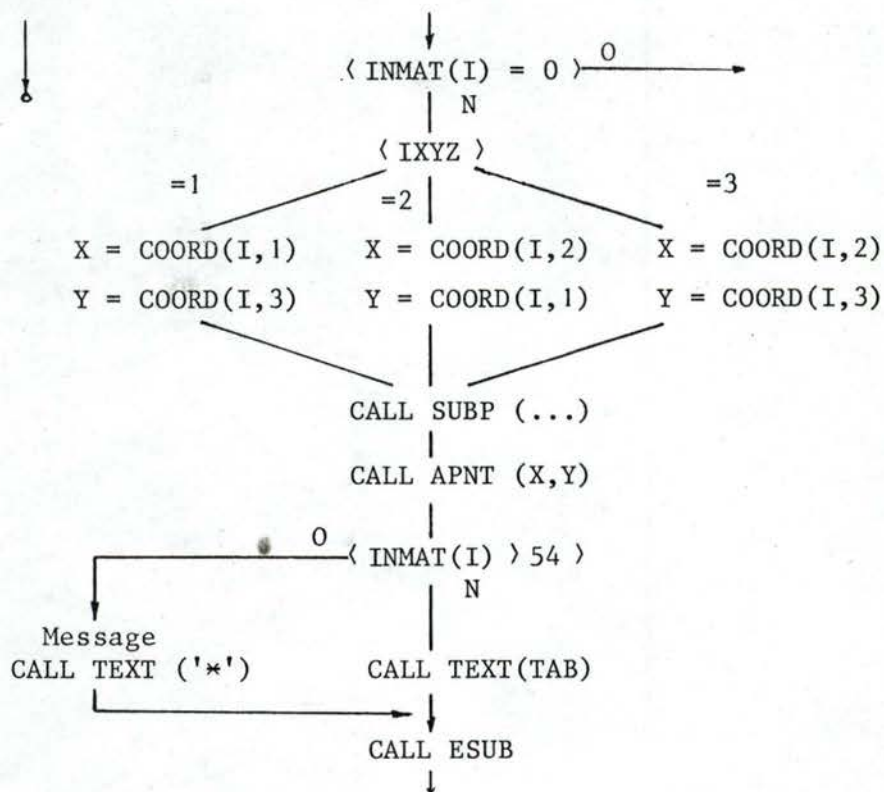 ⟨ INMAT(I) = 0 ⟩ O
N
⟨ IXYZ ⟩
=1 =2 =3
X = COORD(I,1) X = COORD(I,2) X = COORD(I,2)
Y = COORD(I,3) Y = COORD(I,1) Y = COORD(I,3)
CALL SUBP (...)
CALL APNT (X,Y)
O ⟨ INMAT(I) ⟩ 54 ⟩
N
Message
CALL TEXT ('*') CALL TEXT(TAB)
CALL ESUB